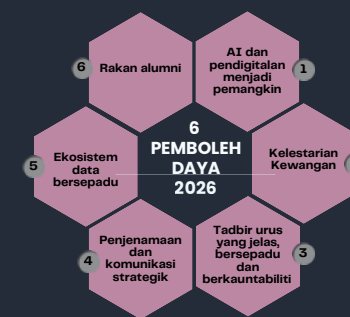 6
PEMBOLEH
DAYA
2026
AI dan
pendigitalan
menjadi
pemangkin
1
Kelestarian
Kewangan
Tadbir urus
yang jelas,
bersepadu
dan
berkauntabiliti
3
Penjenamaan
dan
komunikasi
strategik
4
Ekosistem
data
bersepadu
5
Rakan alumni
6